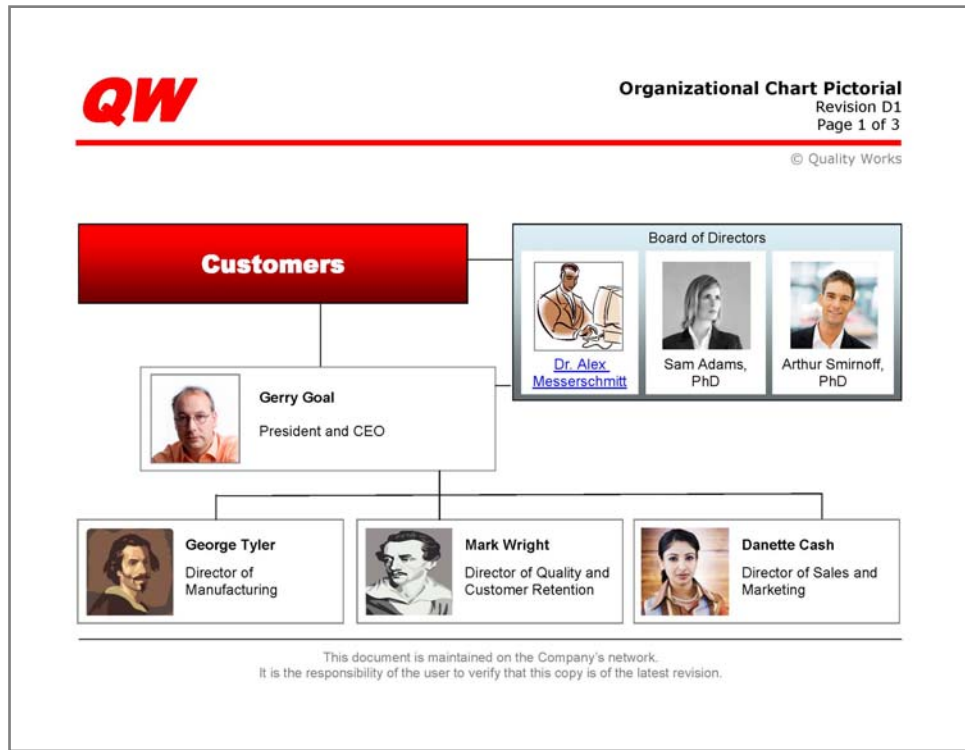 QW
Organizational Chart Pictorial
Revision D1
Page 1 of 3
© Quality Works
Customers
Board of Directors
Dr. Alex
Messerschmitt
Sam Adams,
PhD
Arthur Smirnoff,
PhD
Gerry Goal
President and CEO
George Tyler
Director of
Manufacturing
Mark Wright
Director of Quality and
Customer Retention
Danette Cash
Director of Sales and
Marketing
This document is maintained on the Company's network.
It is the responsibility of the user to verify that this copy is of the latest revision.